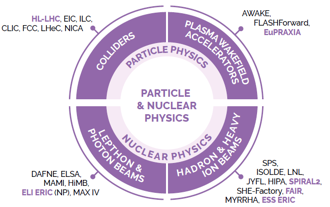 HL-LHC, EIC, ILC,
CLIC, FCC, LHeC, NICA
AWAKE,
FLASHForward,
EuPRAXIA
COLLIDERS
PLASMA WAKEFIELD
ACCELERATORS
PARTICLE PHYSICS
PARTICLE
& NUCLEAR
PHYSICS
NUCLEAR PHYSICS
LEPTHON &
PHOTON BEAMS
HADRON & HEAVY
ION BEAMS
DAFNE, ELSA,
MAMI, HiMB,
ELI ERIC (NP), MAX IV
SPS,
ISOLDE, LNL,
JYFL, HIPA, SPIRAL2,
SHE-Factory, FAIR,
MYRRHA, ESS ERIC